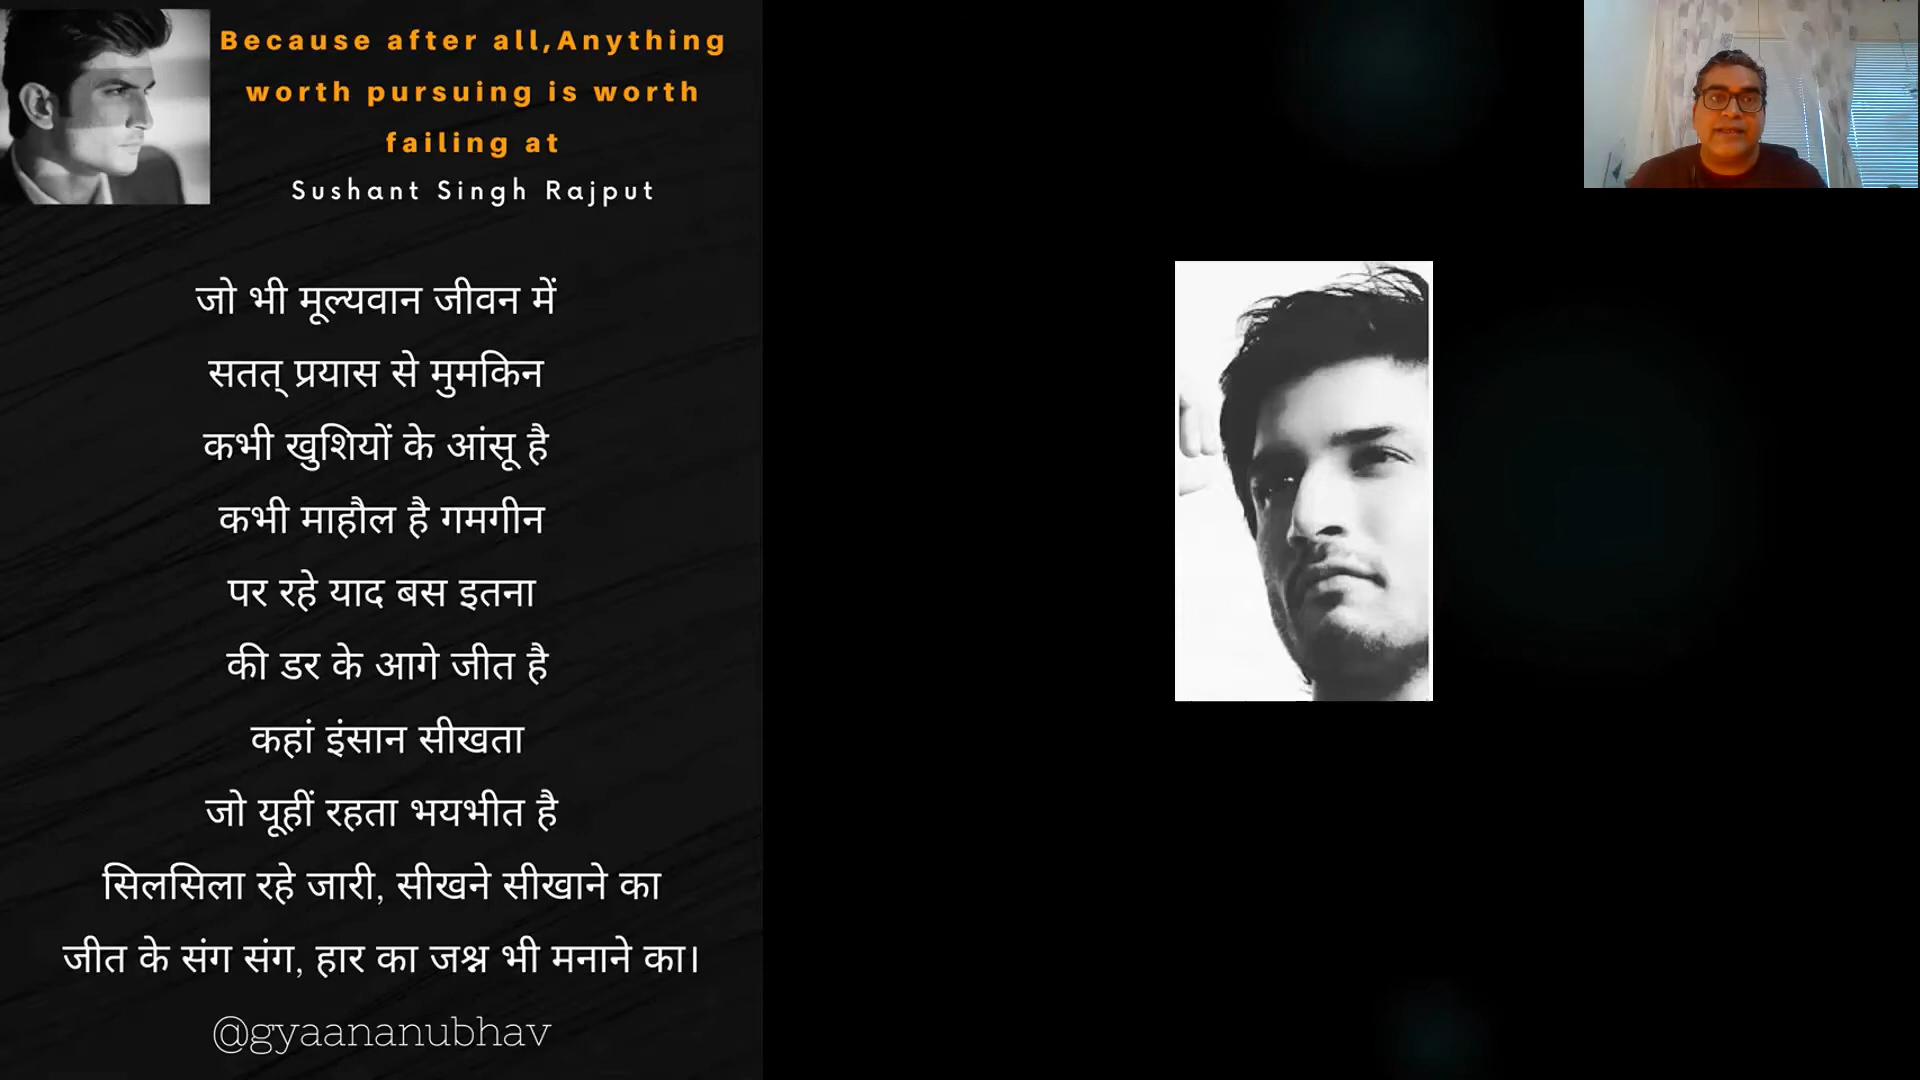 Because after all,Anything
worth pursuing is worth
failing at
Sushant Singh Rajput
जो भी मूल्यवान जीवन में
सतत् प्रयास से मुमकिन
कभी खुशियों के आंसू है
कभी माहौल है गमगीन
पर रहे याद बस इतना
की डर के आगे जीत है
कहां इंसान सीखता
जो यूहीं रहता भयभीत है
सिलसिला रहे जारी, सीखने सीखाने का
जीत के संग संग, हार का जश्न भी मनाने का।
@gyaananubhav